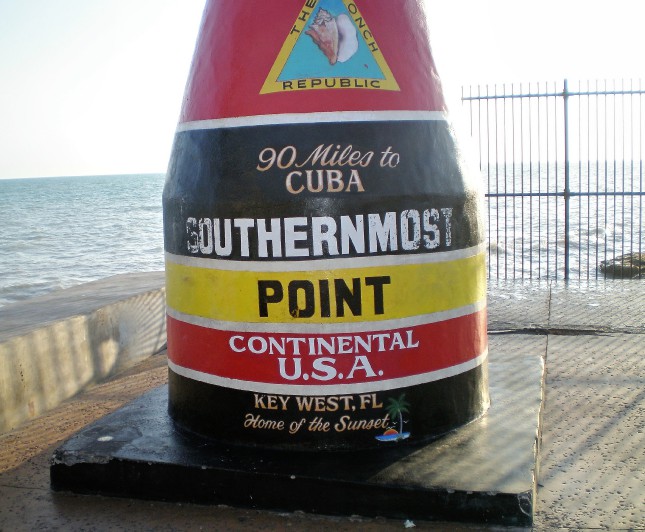 THE CONCH
REPUBLIC
90 Miles to
CUBA
SOUTHERNMOST
POINT
CONTINENTAL
U.S.A.
KEY WEST, FL
Home of the Sunset